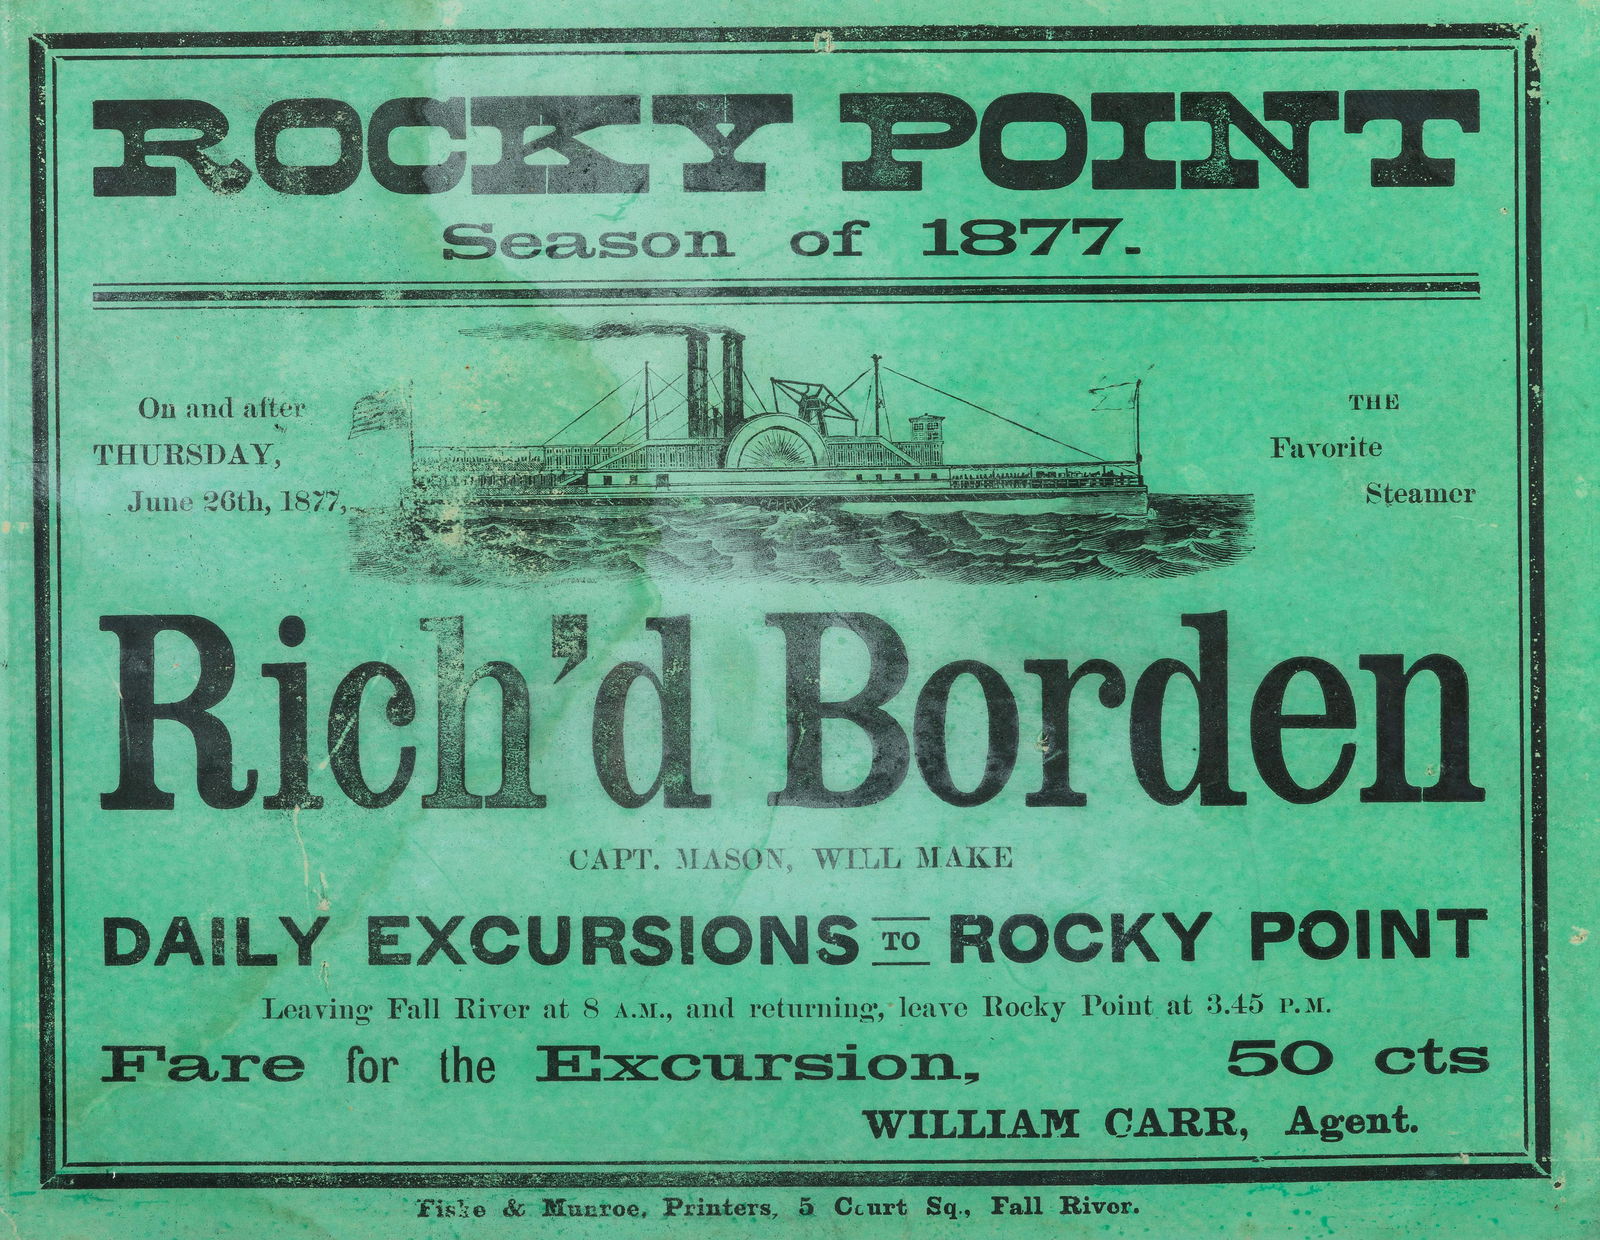 ROCKY POINT
Season of 1877.
On and after
THURSDAY,
June 26th, 1877,
THE
Favorite
Steamer
Rich'd Borden
CAPT. MASON, WILL MAKE
DAILY EXCURSIONS TO ROCKY POINT
Leaving Fall River at 8 A.M., and returning, leave Rocky Point at 3.45 P.M.
Fare for the Excursion, 50 cts
WILLIAM CARR, Agent.
Fiske & Munroe, Printers, 5 Court Sq., Fall River.